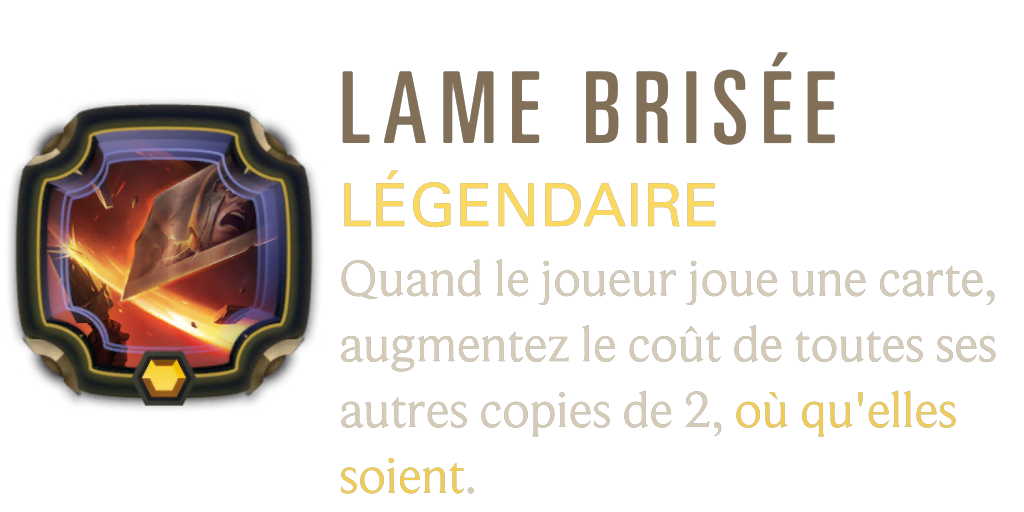 LAME BRISÉE
LÉGENDAIRE
Quand le joueur joue une carte,
augmentez le coût de toutes ses
autres copies de 2, où qu'elles
soient.